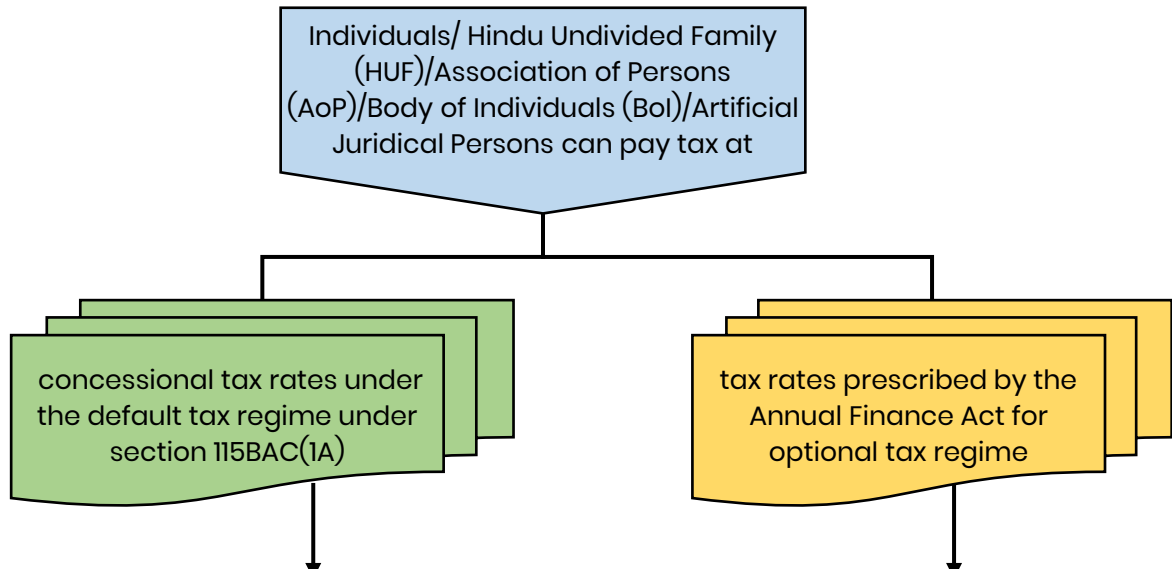 Individuals/ Hindu Undivided Family
(HUF)/Association of Persons
(AoP)/Body of Individuals (BoI)/Artificial
Juridical Persons can pay tax at
concessional tax rates under
the default tax regime under
section 115BAC(1A)
tax rates prescribed by the
Annual Finance Act for
optional tax regime